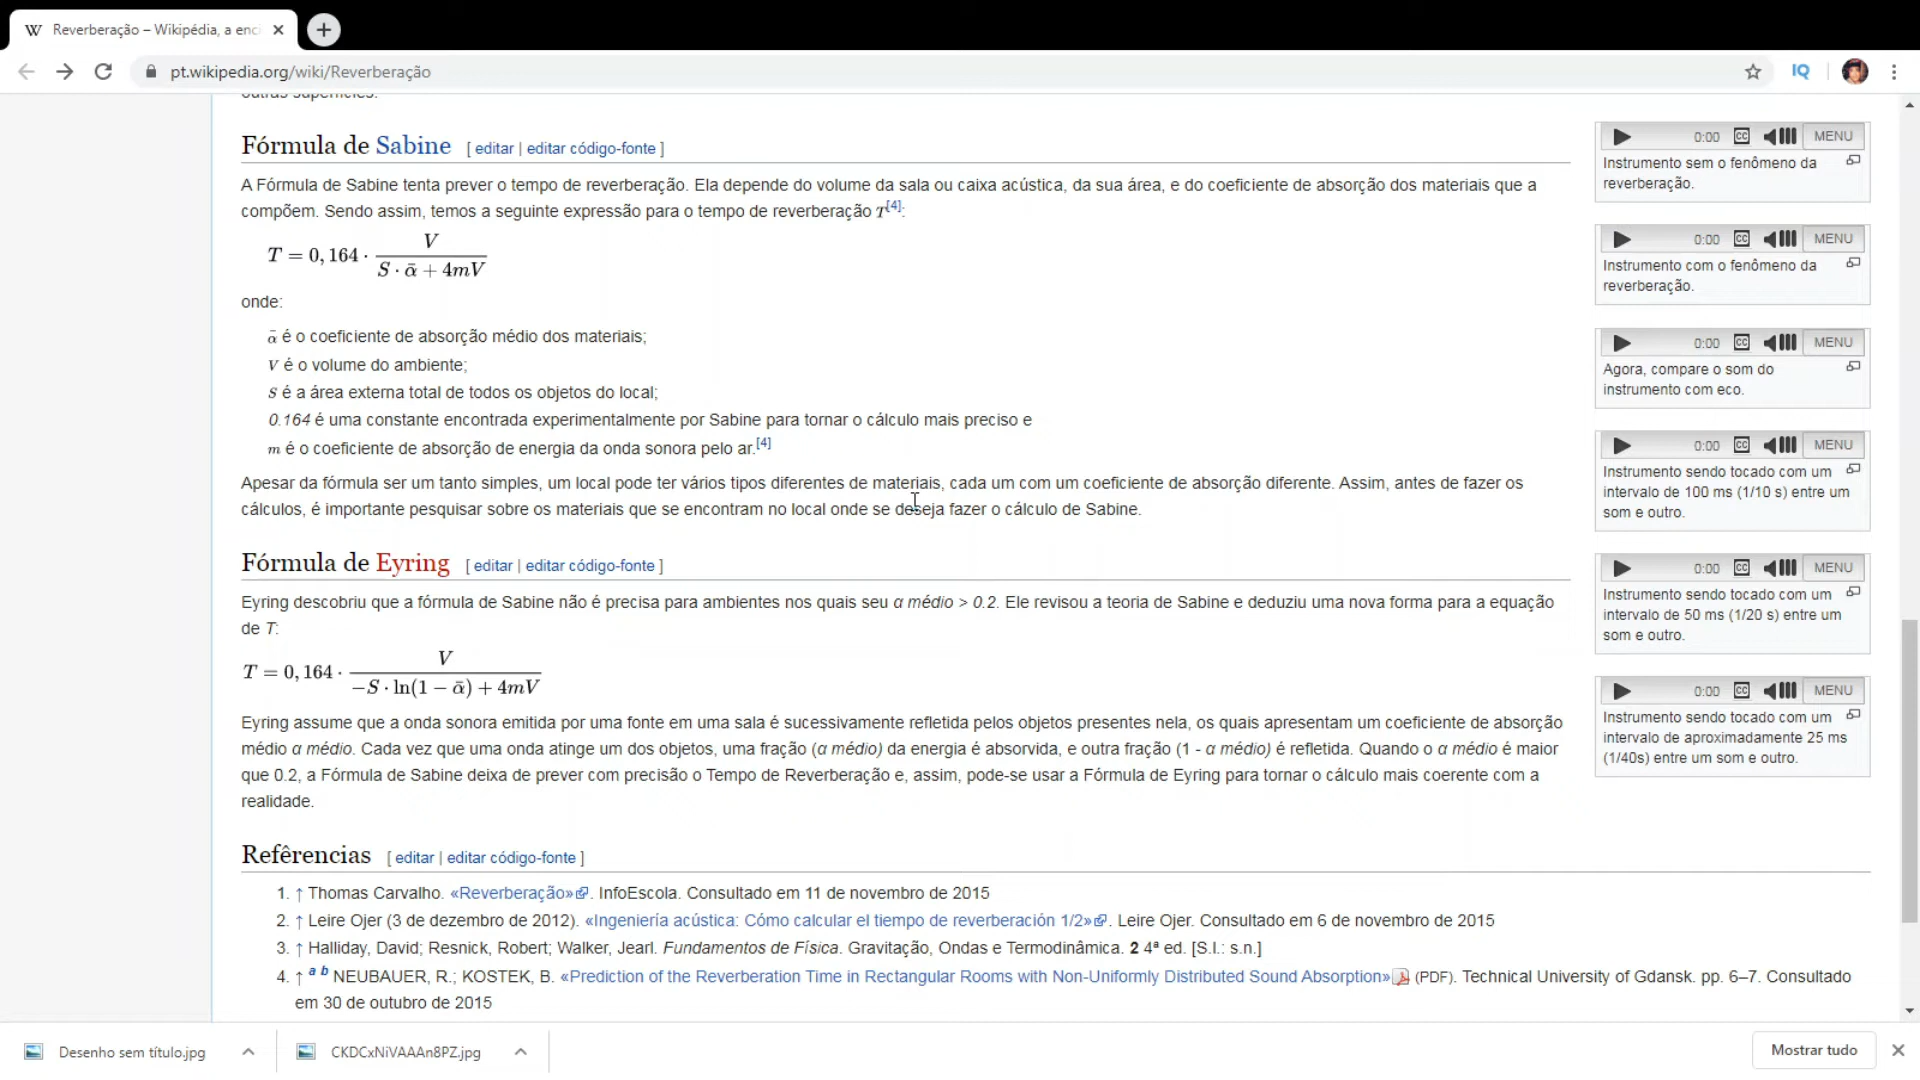 Reverberação – Wikipédia, a enci
pt.wikipedia.org/wiki/Reverberação
IQ
outras superfícies.
Fórmula de Sabine [ editar | editar código-fonte ]
A Fórmula de Sabine tenta prever o tempo de reverberação. Ela depende do volume da sala ou caixa acústica, da sua área, e do coeficiente de absorção dos materiais que a
compõem. Sendo assim, temos a seguinte expressão para o tempo de reverberação T[4]:
T = 0,164 · V / (S · ᾱ + 4mV)
onde:
ᾱ é o coeficiente de absorção médio dos materiais;
V é o volume do ambiente;
S é a área externa total de todos os objetos do local;
0.164 é uma constante encontrada experimentalmente por Sabine para tornar o cálculo mais preciso e
m é o coeficiente de absorção de energia da onda sonora pelo ar.[4]
Apesar da fórmula ser um tanto simples, um local pode ter vários tipos diferentes de materiais, cada um com um coeficiente de absorção diferente. Assim, antes de fazer os
cálculos, é importante pesquisar sobre os materiais que se encontram no local onde se deseja fazer o cálculo de Sabine.
Fórmula de Eyring [ editar | editar código-fonte ]
Eyring descobriu que a fórmula de Sabine não é precisa para ambientes nos quais seu α médio > 0.2. Ele revisou a teoria de Sabine e deduziu uma nova forma para a equação
de T:
T = 0,164 · V / (−S · ln(1 − ᾱ) + 4mV)
Eyring assume que a onda sonora emitida por uma fonte em uma sala é sucessivamente refletida pelos objetos presentes nela, os quais apresentam um coeficiente de absorção
médio α médio. Cada vez que uma onda atinge um dos objetos, uma fração (α médio) da energia é absorvida, e outra fração (1 - α médio) é refletida. Quando o α médio é maior
que 0.2, a Fórmula de Sabine deixa de prever com precisão o Tempo de Reverberação e, assim, pode-se usar a Fórmula de Eyring para tornar o cálculo mais coerente com a
realidade.
Refêrencias [ editar | editar código-fonte ]
1. ↑ Thomas Carvalho. «Reverberação». InfoEscola. Consultado em 11 de novembro de 2015
2. ↑ Leire Ojer (3 de dezembro de 2012). «Ingeniería acústica: Cómo calcular el tiempo de reverberación 1/2». Leire Ojer. Consultado em 6 de novembro de 2015
3. ↑ Halliday, David; Resnick, Robert; Walker, Jearl. Fundamentos de Física. Gravitação, Ondas e Termodinâmica. 2 4ª ed. [S.l.: s.n.]
4. ↑ a b NEUBAUER, R.; KOSTEK, B. «Prediction of the Reverberation Time in Rectangular Rooms with Non-Uniformly Distributed Sound Absorption» (PDF). Technical University of Gdansk. pp. 6–7. Consultado
em 30 de outubro de 2015
0:00 CC MENU
Instrumento sem o fenômeno da
reverberação.
0:00 CC MENU
Instrumento com o fenômeno da
reverberação.
0:00 CC MENU
Agora, compare o som do
instrumento com eco.
0:00 CC MENU
Instrumento sendo tocado com um
intervalo de 100 ms (1/10 s) entre um
som e outro.
0:00 CC MENU
Instrumento sendo tocado com um
intervalo de 50 ms (1/20 s) entre um
som e outro.
0:00 CC MENU
Instrumento sendo tocado com um
intervalo de aproximadamente 25 ms
(1/40s) entre um som e outro.
Desenho sem título.jpg
CKDCxNiVAAAn8PZ.jpg
Mostrar tudo